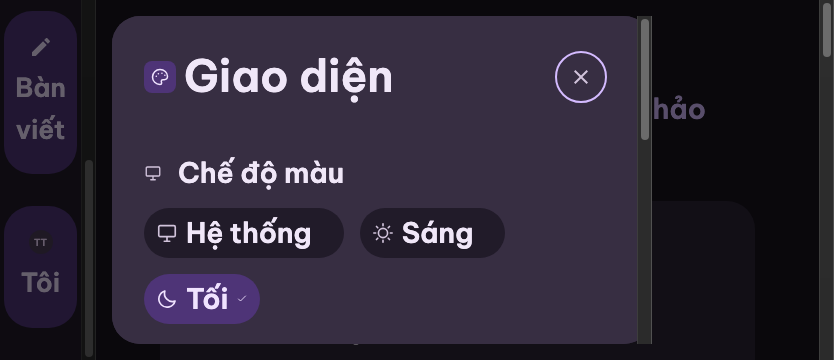 Bàn
viết
TT
Tôi
Giao diện
Chế độ màu
Hệ thống
Sáng
Tối
hảo